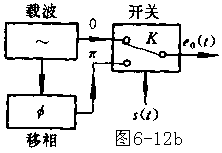 载波
0
开关
~
K
e₀(t)
π
ϕ
s(t)
移相
图6-12b